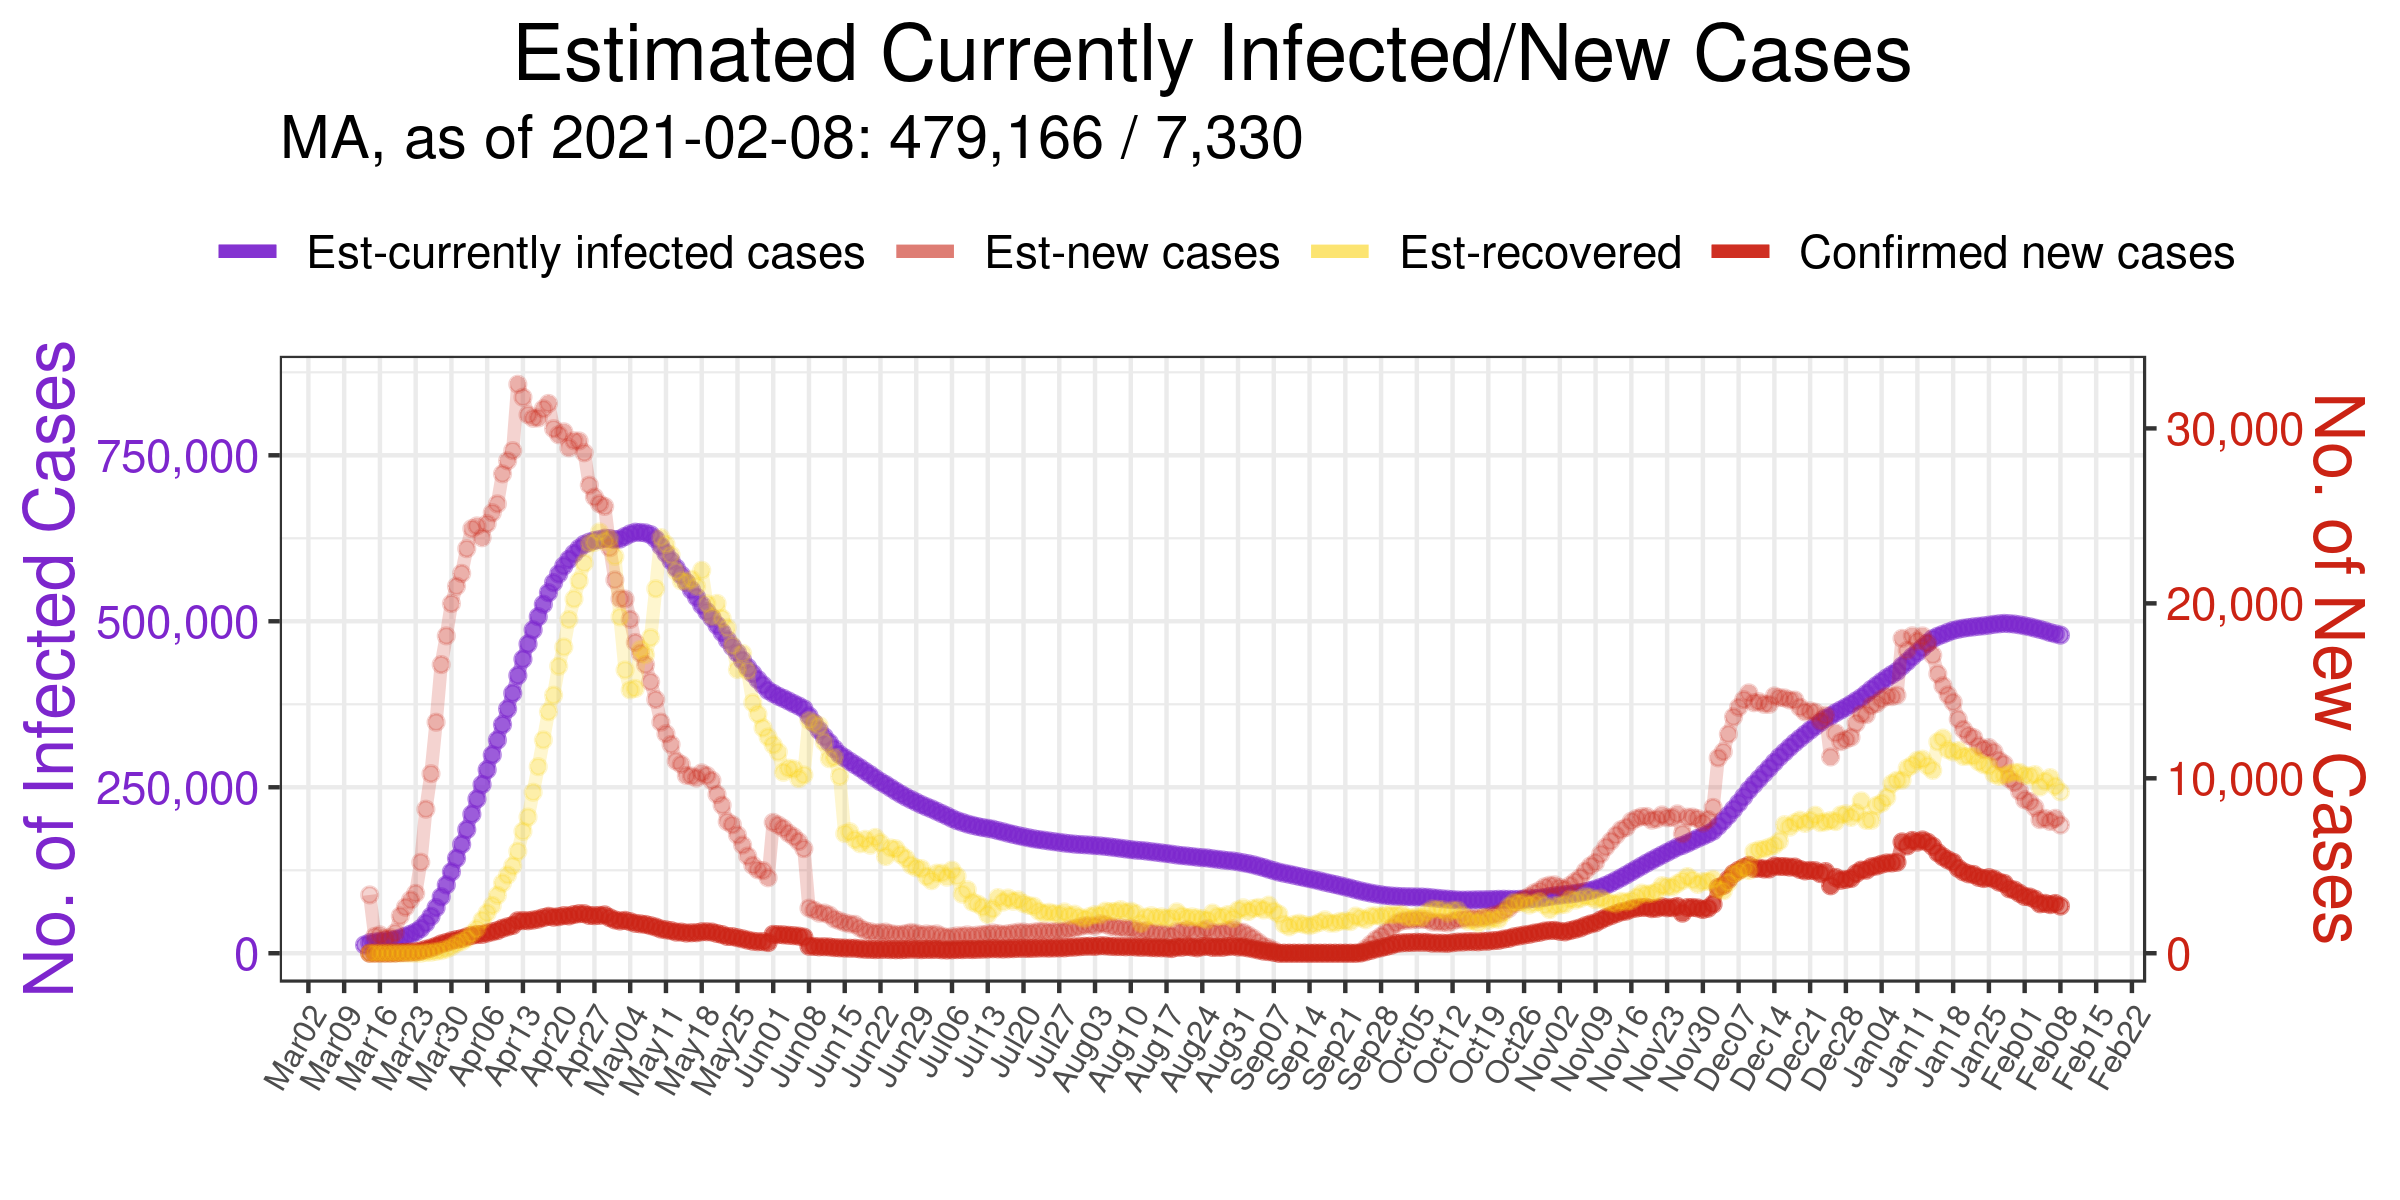 Estimated Currently Infected/New Cases
MA, as of 2021-02-08: 479,166 / 7,330
Est-currently infected cases Est-new cases Est-recovered Confirmed new cases
No. of Infected Cases
750,000
500,000
250,000
0
30,000
20,000
10,000
0
No. of New Cases
Mar02 Mar09 Mar16 Mar23 Mar30 Apr06 Apr13 Apr20 Apr27 May04 May11 May18 May25 Jun01 Jun08 Jun15 Jun22 Jun29 Jul06 Jul13 Jul20 Jul27 Aug03 Aug10 Aug17 Aug24 Aug31 Sep07 Sep14 Sep21 Sep28 Oct05 Oct12 Oct19 Oct26 Nov02 Nov09 Nov16 Nov23 Nov30 Dec07 Dec14 Dec21 Dec28 Jan04 Jan11 Jan18 Jan25 Feb01 Feb08 Feb15 Feb22